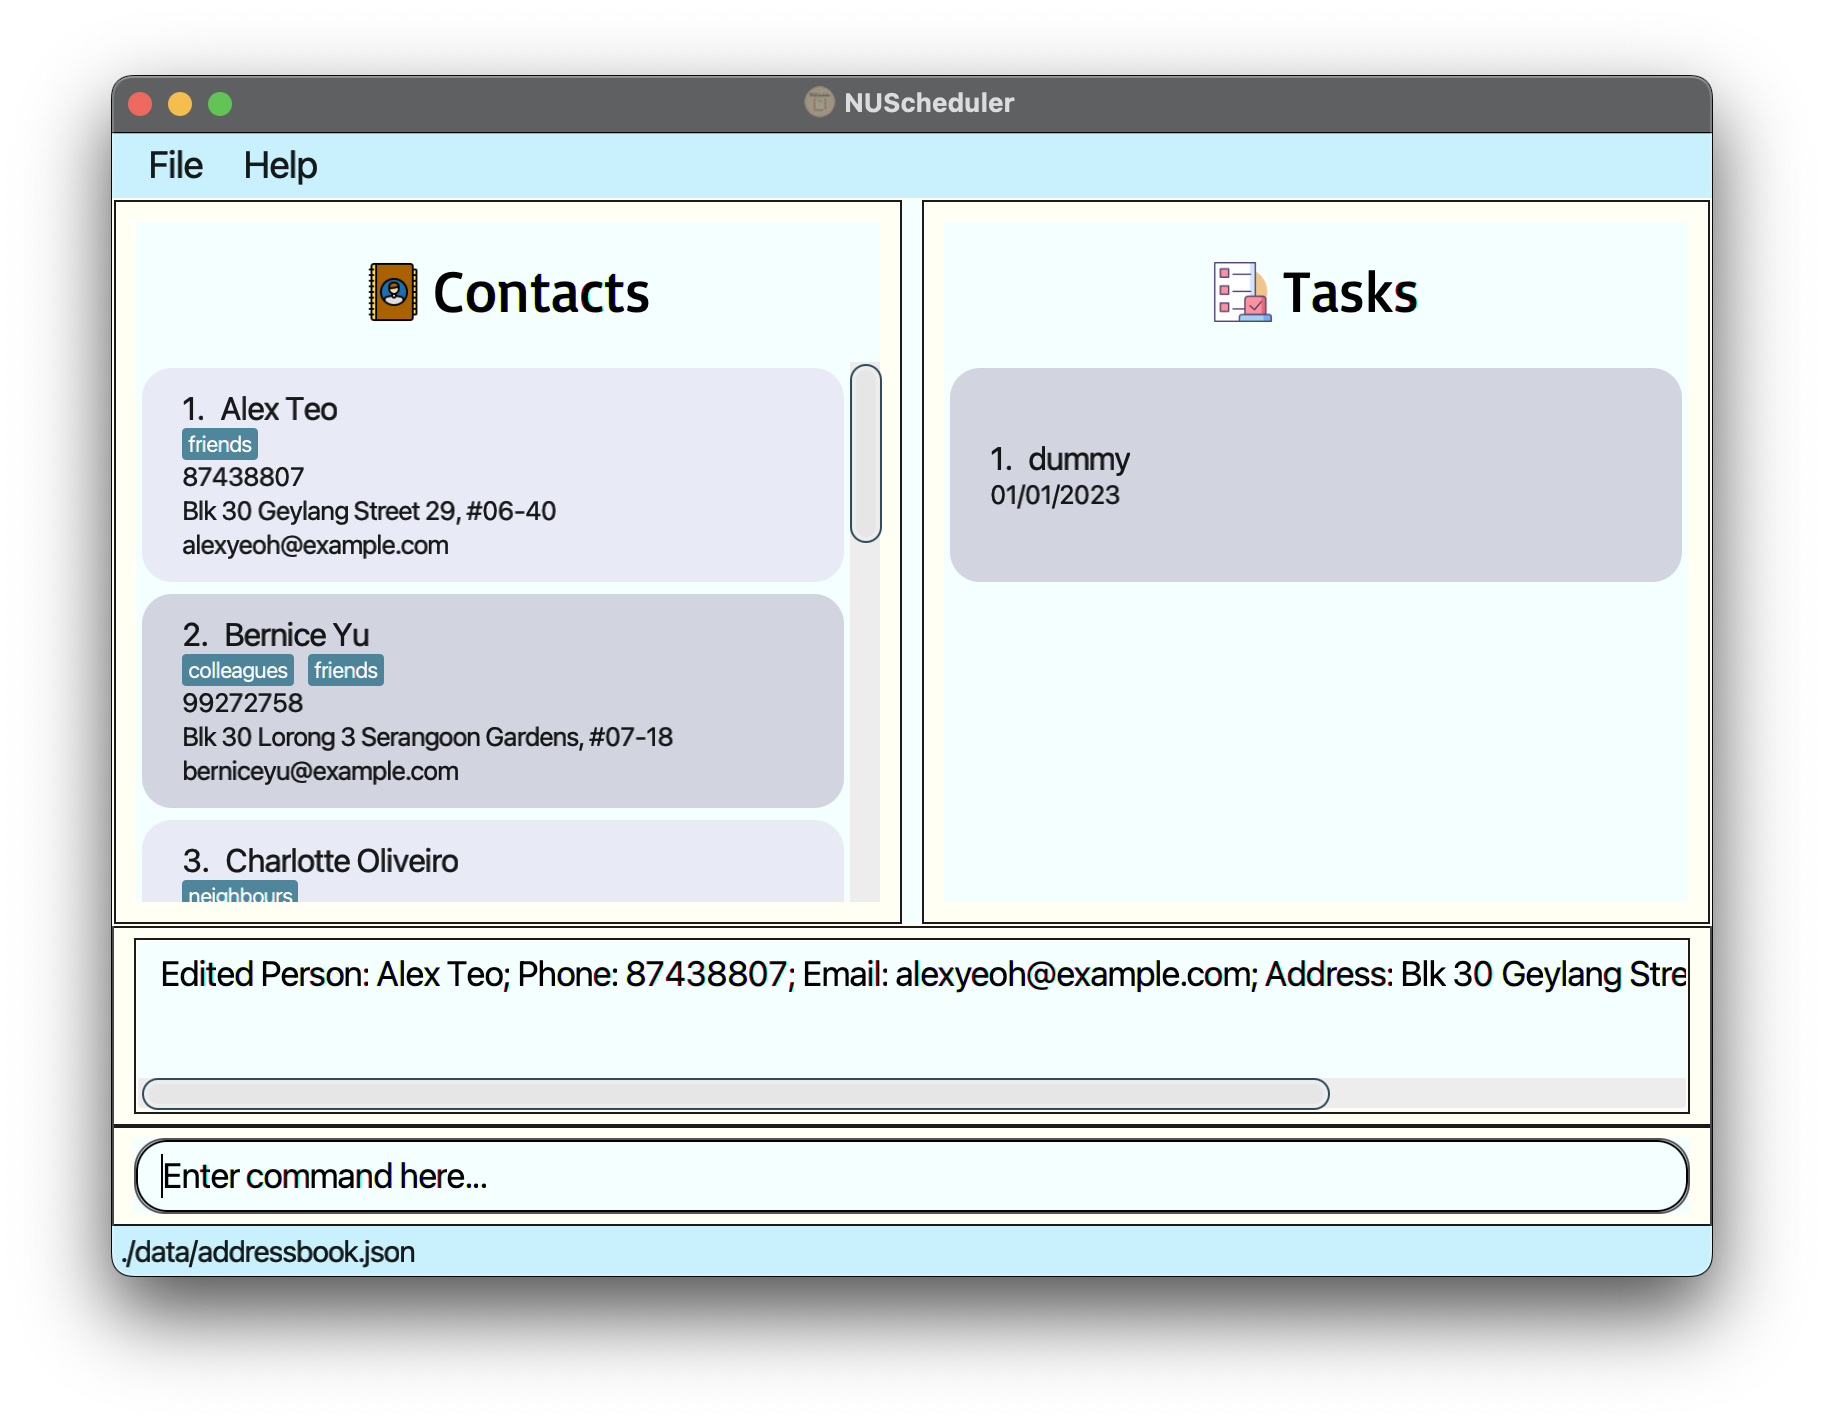 NUScheduler
File Help
Contacts
1. Alex Teo
friends
87438807
Blk 30 Geylang Street 29, #06-40
alexyeoh@example.com
2. Bernice Yu
colleagues friends
99272758
Blk 30 Lorong 3 Serangoon Gardens, #07-18
berniceyu@example.com
3. Charlotte Oliveiro
neighbours
Tasks
1. dummy
01/01/2023
Edited Person: Alex Teo; Phone: 87438807; Email: alexyeoh@example.com; Address: Blk 30 Geylang Stre
Enter command here...
./data/addressbook.json